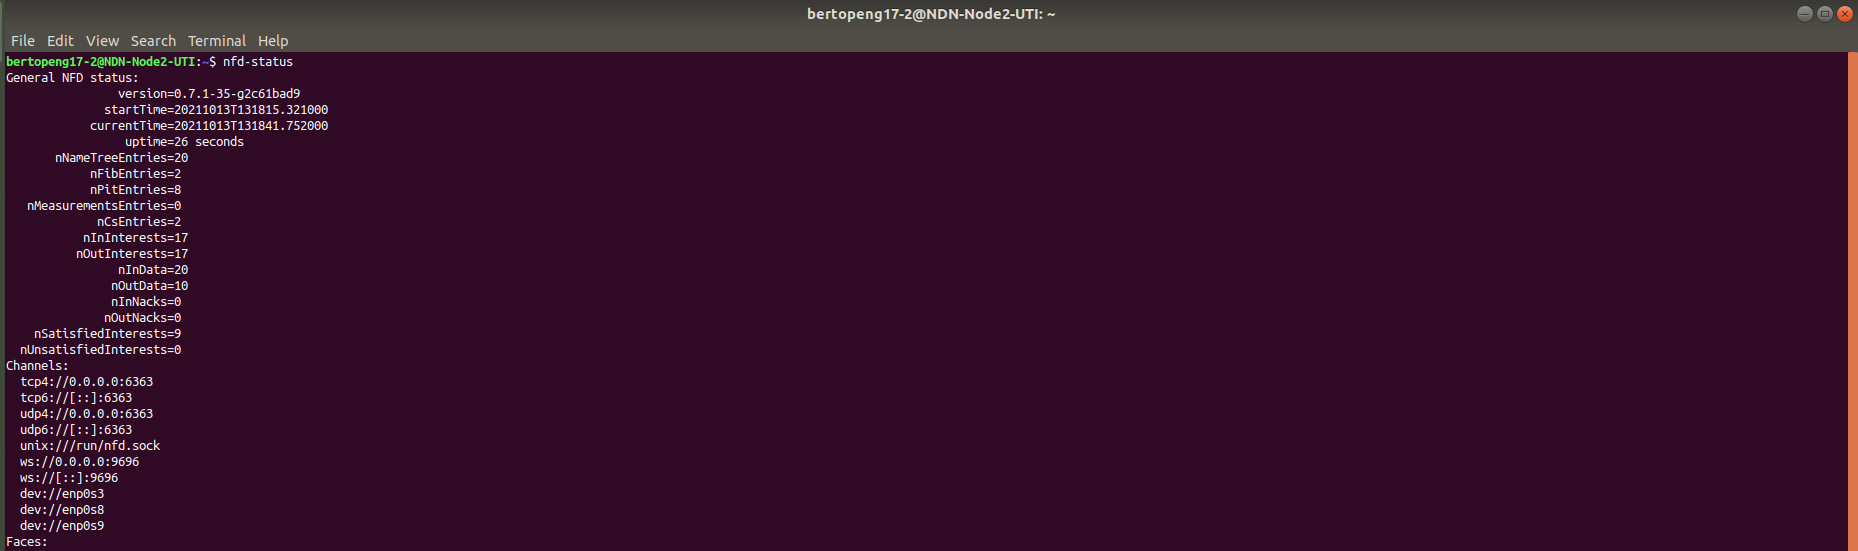 bertopeng17-2@NDN-Node2-UTI: ~
File Edit View Search Terminal Help
bertopeng17-2@NDN-Node2-UTI:~$ nfd-status
General NFD status:
version=0.7.1-35-g2c61bad9
startTime=20211013T131815.321000
currentTime=20211013T131841.752000
uptime=26 seconds
nNameTreeEntries=20
nFibEntries=2
nPitEntries=8
nMeasurementsEntries=0
nCsEntries=2
nInInterests=17
nOutInterests=17
nInData=20
nOutData=10
nInNacks=0
nOutNacks=0
nSatisfiedInterests=9
nUnsatisfiedInterests=0
Channels:
tcp4://0.0.0.0:6363
tcp6://[::]:6363
udp4://0.0.0.0:6363
udp6://[::]:6363
unix:///run/nfd.sock
ws://0.0.0.0:9696
ws://[::]:9696
dev://enp0s3
dev://enp0s8
dev://enp0s9
Faces: